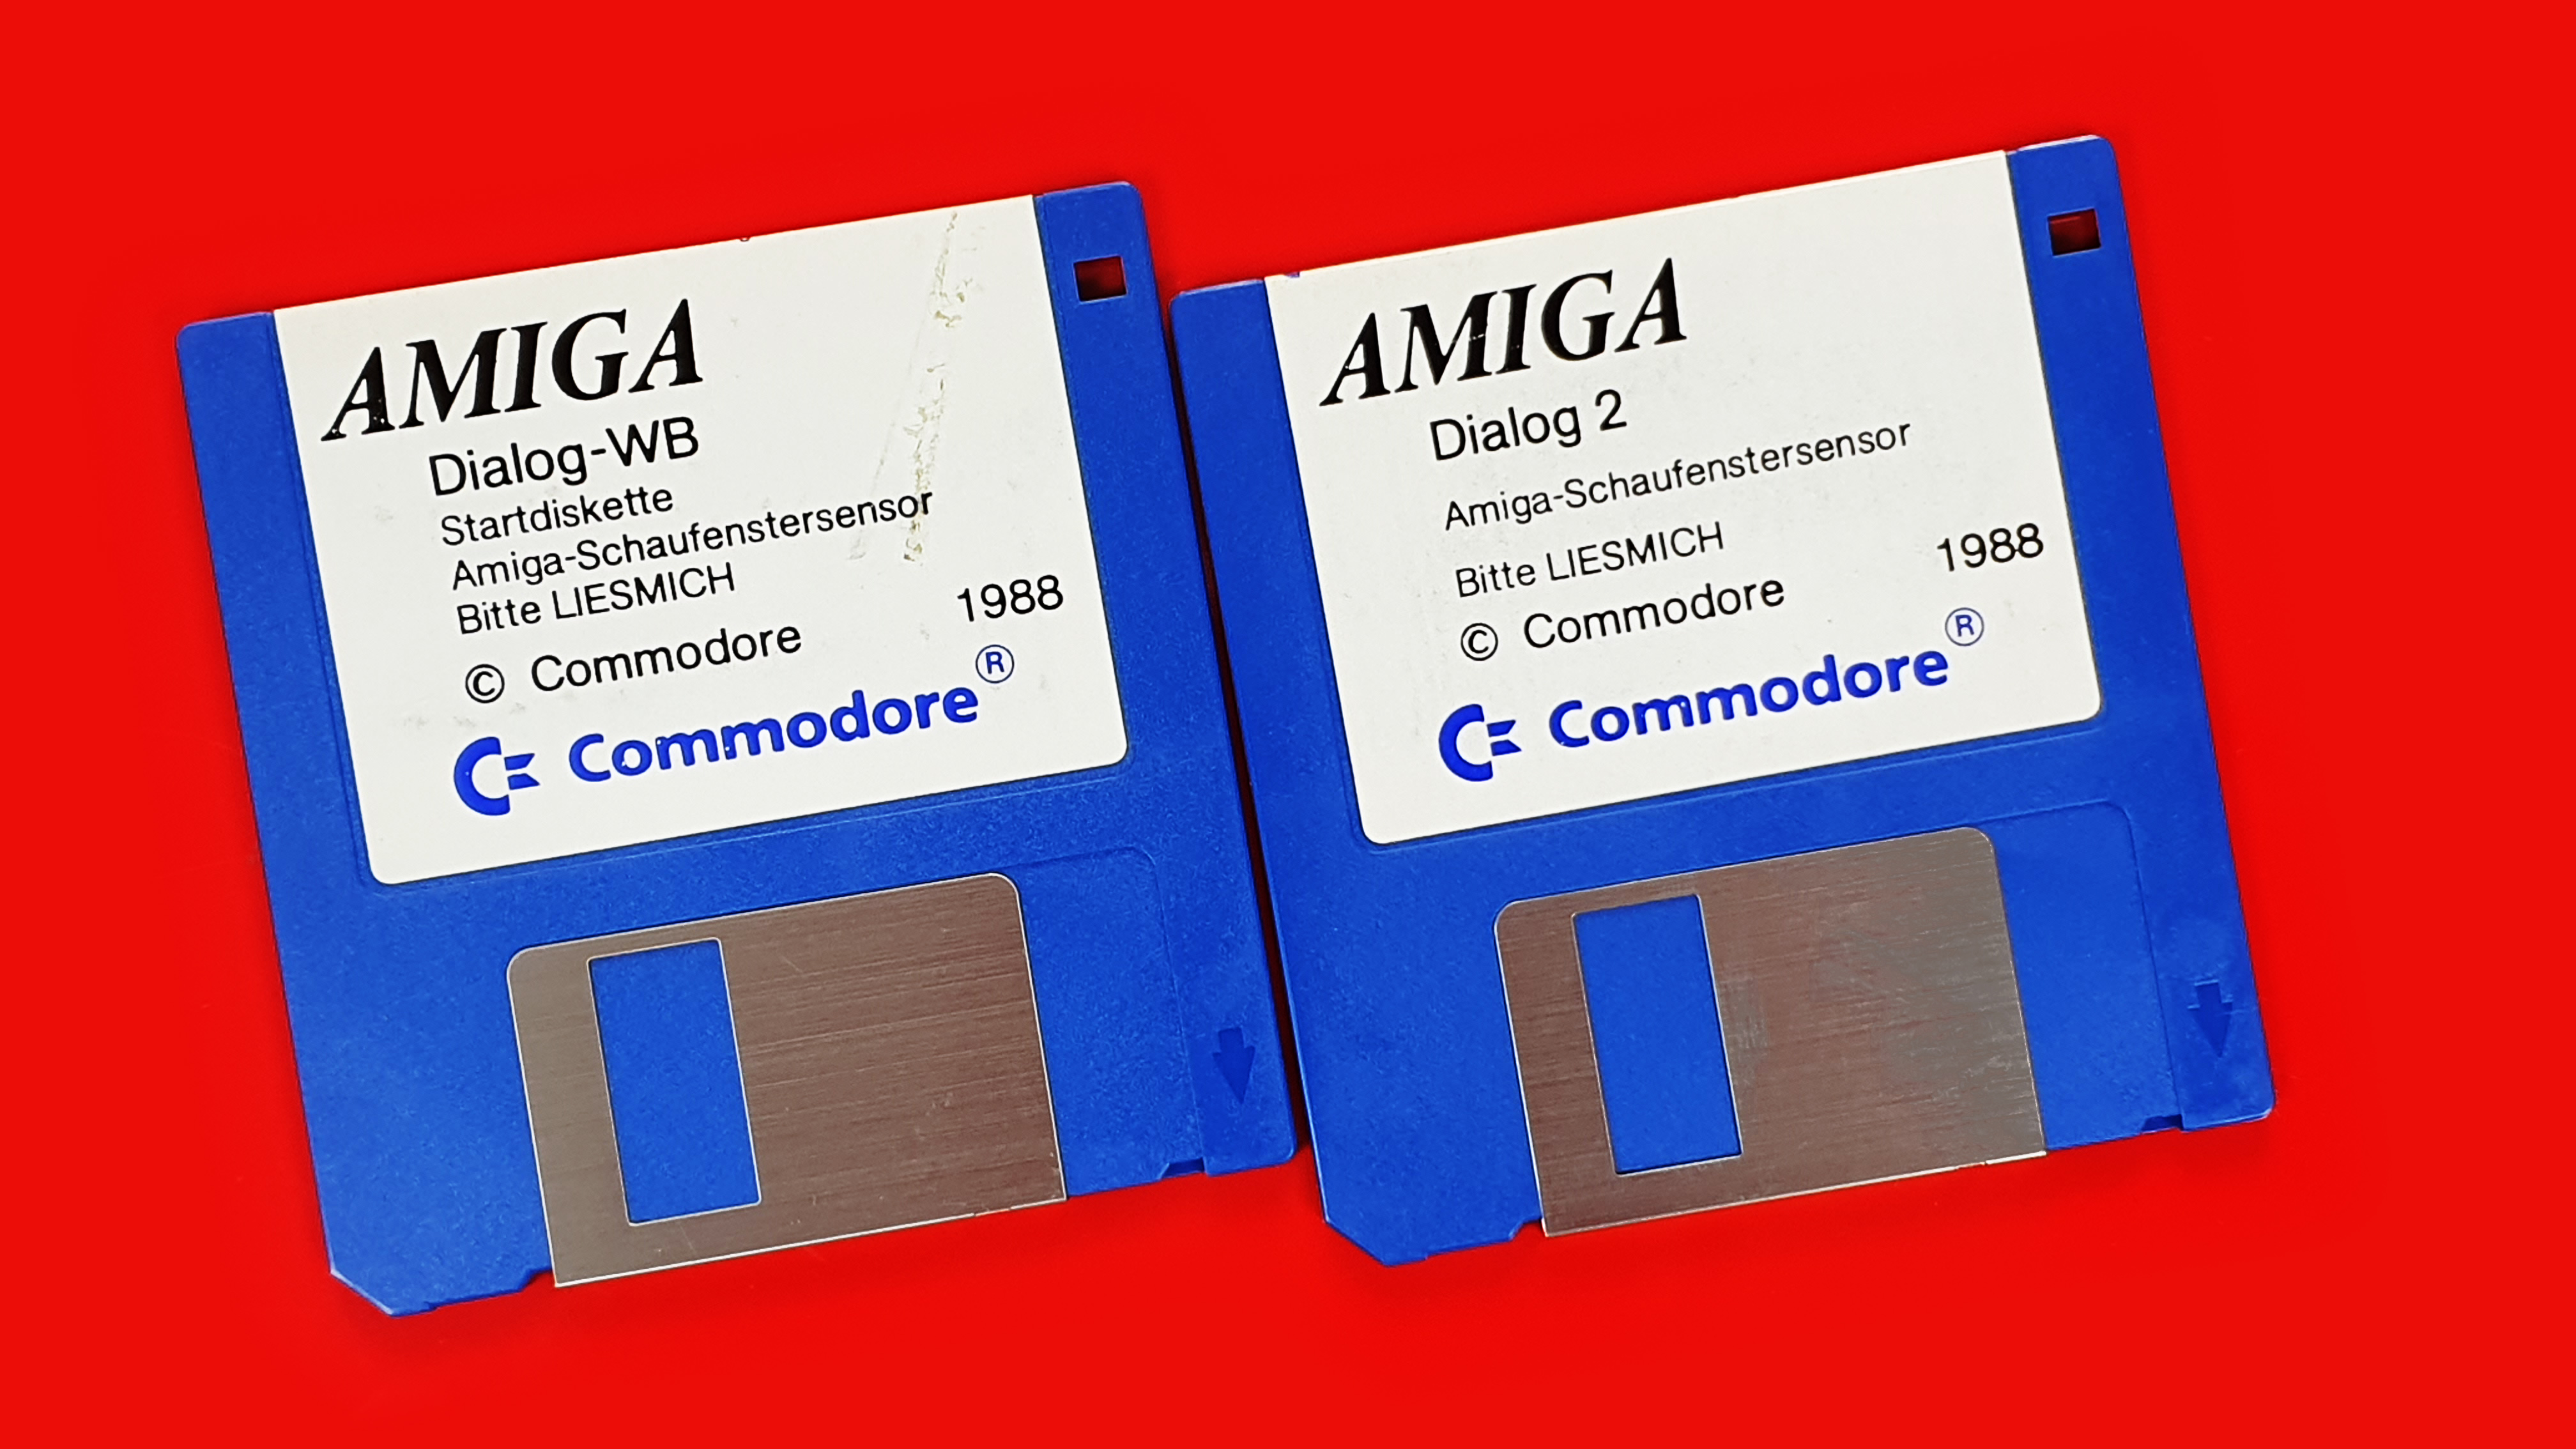 AMIGA
Dialog-WB
Startdiskette
Amiga-Schaufenstersensor
Bitte LIESMICH
© Commodore 1988
C= Commodore®
AMIGA
Dialog 2
Amiga-Schaufenstersensor
Bitte LIESMICH
© Commodore 1988
C= Commodore®